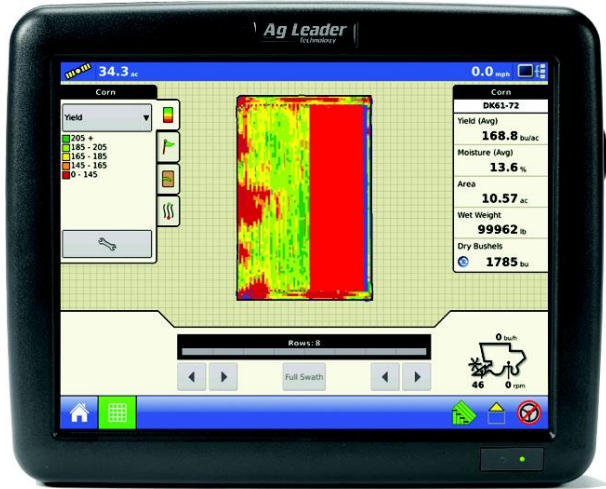 Ag Leader
Technology
34.3 ac
0.0 mph
Corn
Yield
205 +
185 - 205
165 - 185
145 - 165
0 - 145
Corn
DK61-72
Yield (Avg)
168.8 bu/ac
Moisture (Avg)
13.6 %
Area
10.57 ac
Wet Weight
99962 lb
Dry Bushels
1785 bu
Rows: 8
Full Swath
0 bu/h
46
0 rpm